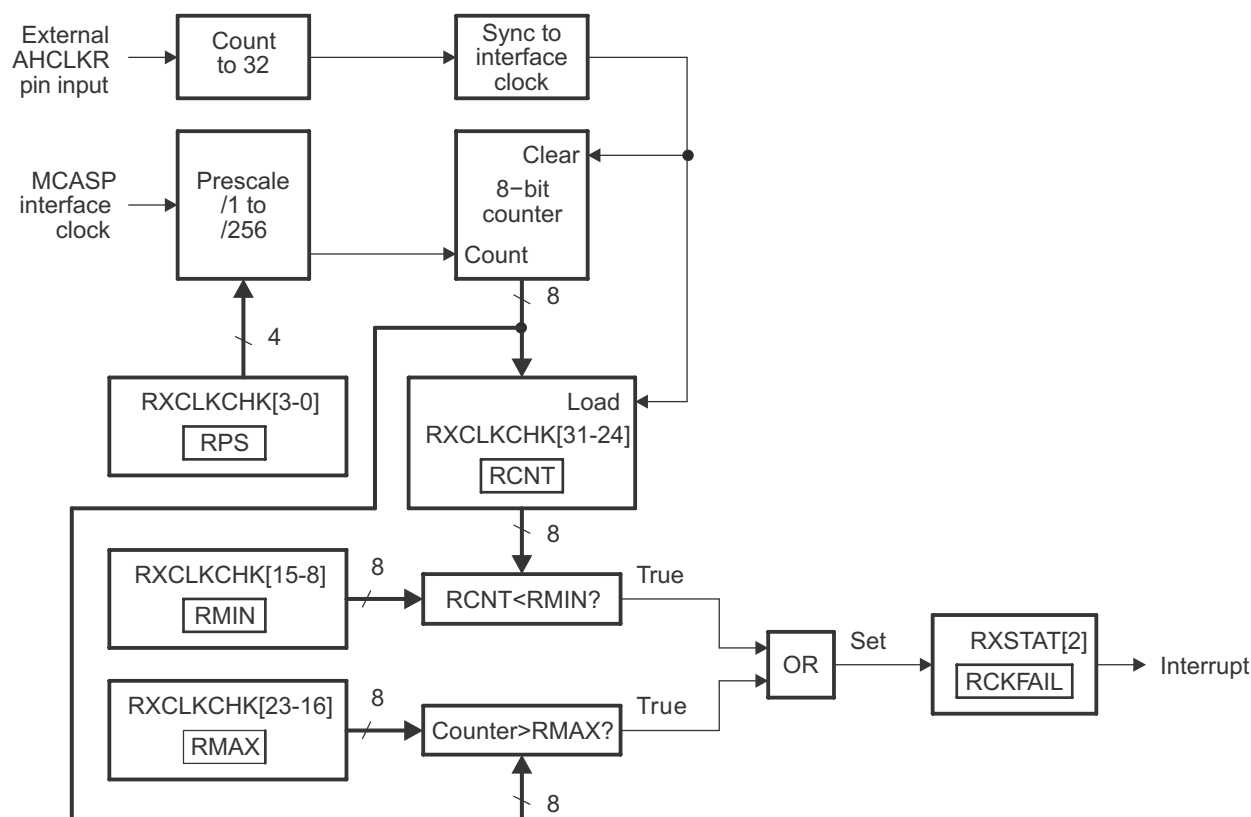 External
AHCLKR
pin input
Count
to 32
Sync to
interface
clock
MCASP
interface
clock
Prescale
/1 to
/256
Clear
8−bit
counter
Count
8
4
RXCLKCHK[3-0]
RPS
Load
RXCLKCHK[31-24]
RCNT
8
RXCLKCHK[15-8]
RMIN
8
RCNT<RMIN?
True
OR
Set
RXSTAT[2]
RCKFAIL
Interrupt
RXCLKCHK[23-16]
RMAX
8
Counter>RMAX?
True
8